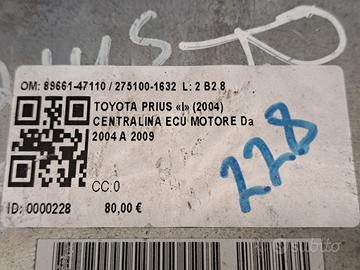 OM: 89661-47110 / 275100-1632 L: 2 B2 8
TOYOTA PRIUS «I» (2004)
CENTRALINA ECU MOTORE Da
2004 A 2009
228
CC:0
ID: 0000228
80,00 €
subito